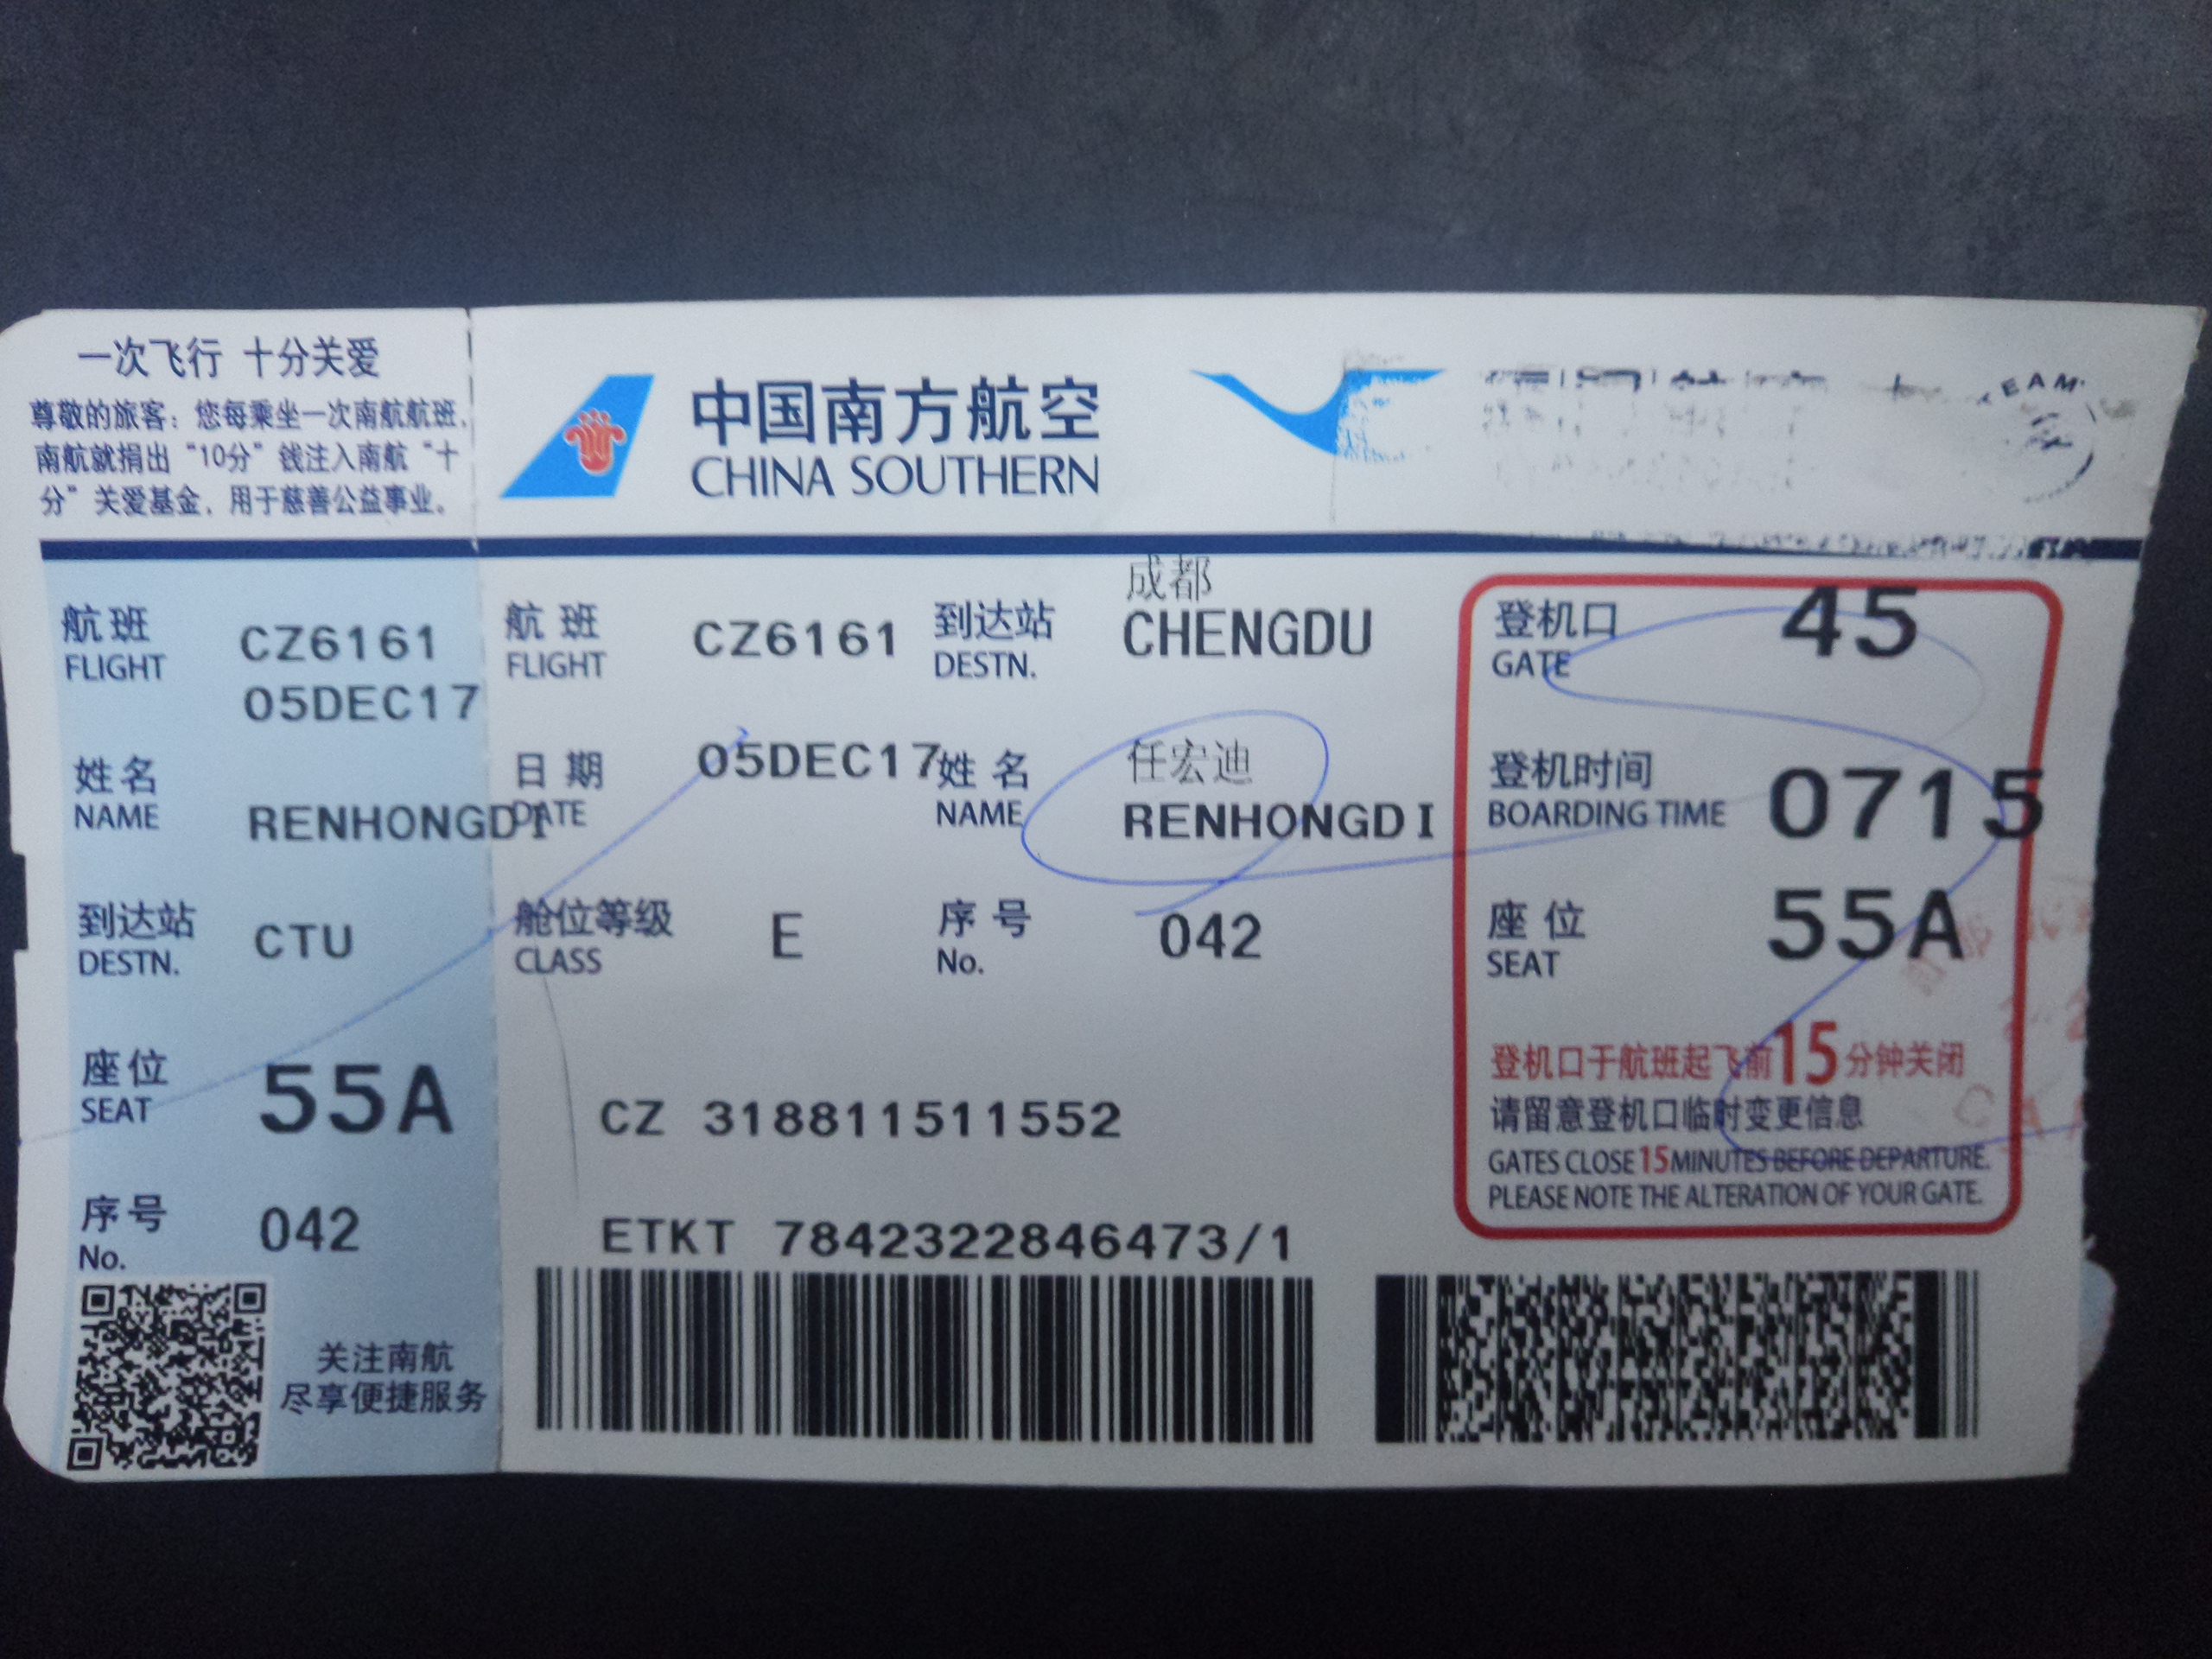 一次飞行 十分关爱
尊敬的旅客：您每乘坐一次南航航班,
南航就捐出“10分”钱注入南航“十
分”关爱基金，用于慈善公益事业。
航班 CZ6161
FLIGHT
05DEC17
姓名
NAME RENHONGDI
到达站 CTU
DESTN.
座位 55A
SEAT
序号 042
No.
关注南航
尽享便捷服务
中国南方航空
CHINA SOUTHERN
EAM
成都
航班 CZ6161 到达站 CHENGDU
FLIGHT DESTN.
日期 05DEC17 姓名 任宏迪
DATE NAME RENHONGDI
舱位等级 E 序号 042
CLASS No.
CZ 318811511552
ETKT 7842322846473/1
登机口 45
GATE
登机时间 0715
BOARDING TIME
座位 55A
SEAT
登机口于航班起飞前15分钟关闭
请留意登机口临时变更信息
GATES CLOSE 15 MINUTES BEFORE DEPARTURE.
PLEASE NOTE THE ALTERATION OF YOUR GATE.